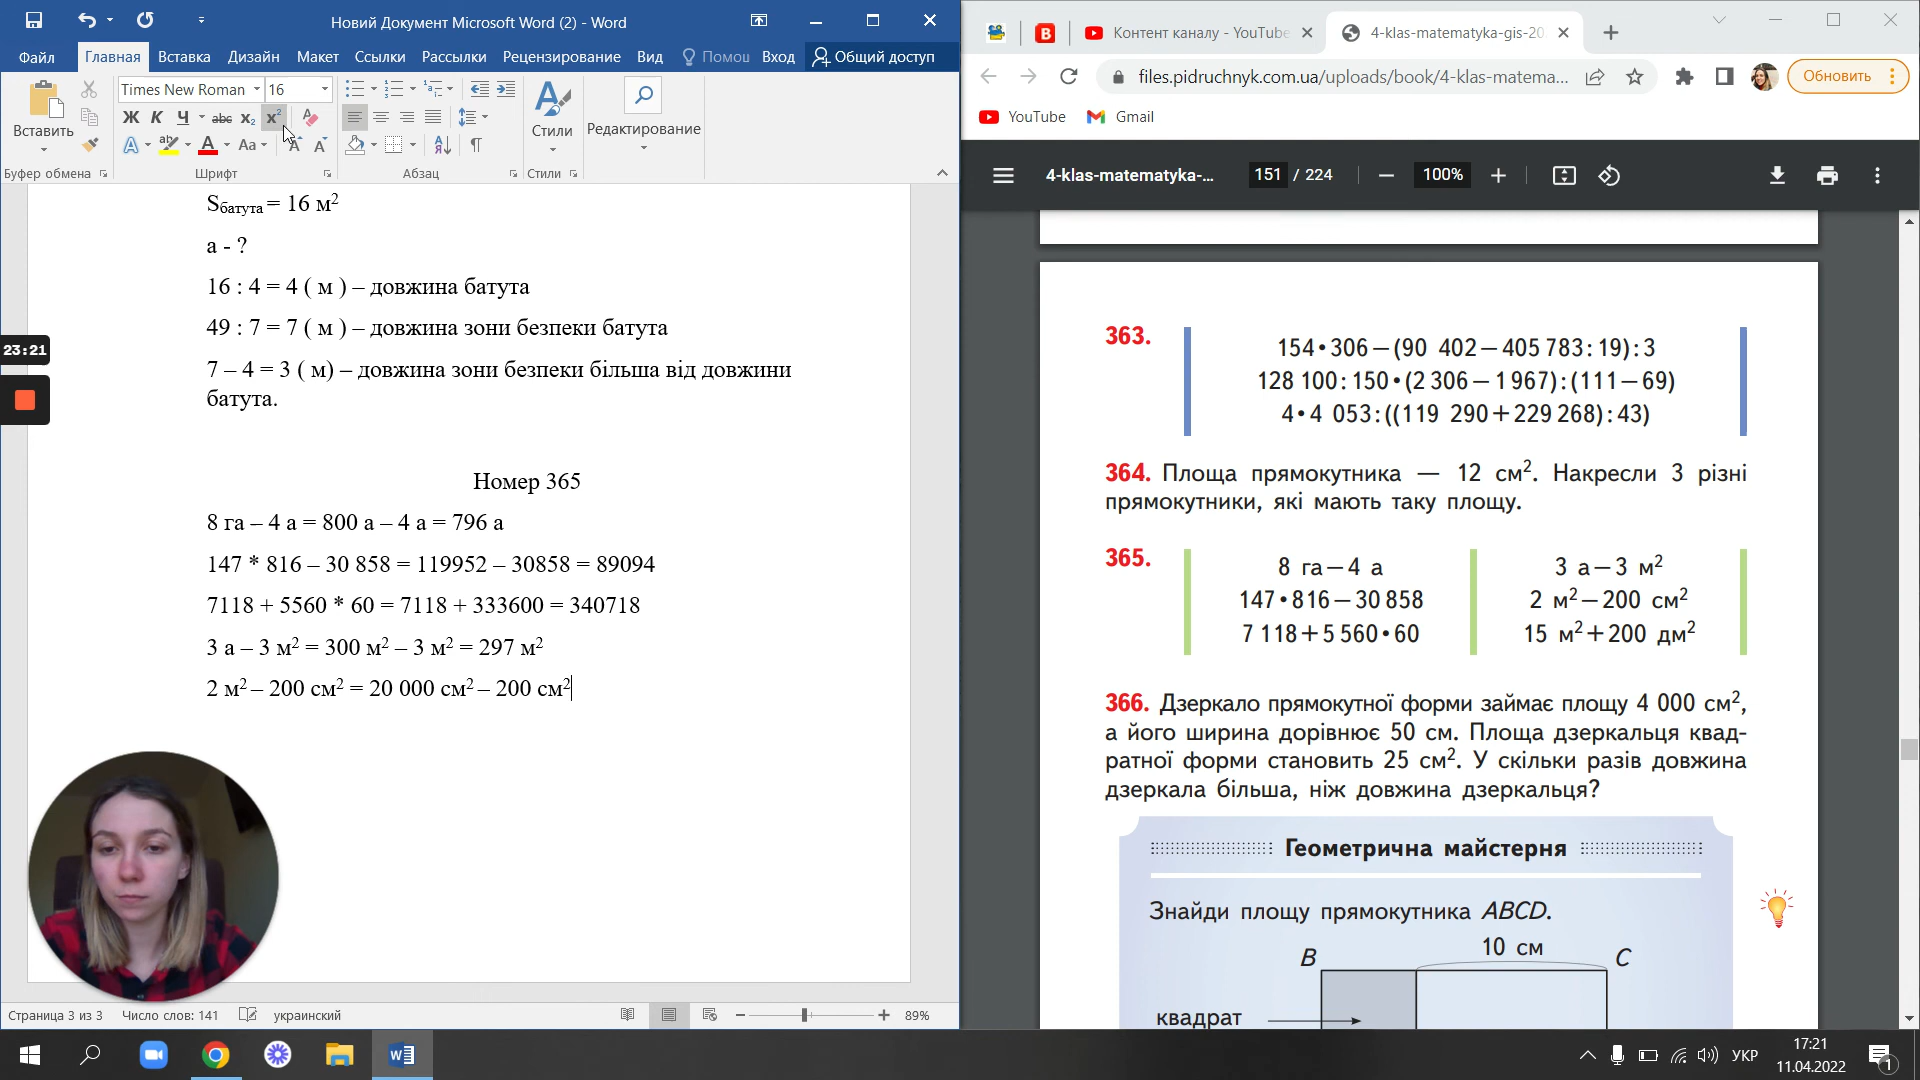 Новий Документ Microsoft Word (2) - Word
Файл Главная Вставка Дизайн Макет Ссылки Рассылки Рецензирование Вид Помощ Вход Общий доступ
Times New Roman 16
Вставить
Ж К Ч abc x₂ x²
Aa
Стили
Редактирование
Буфер обмена Шрифт Абзац Стили
Sбатута = 16 м²
а - ?
16 : 4 = 4 ( м ) – довжина батута
49 : 7 = 7 ( м ) – довжина зони безпеки батута
7 – 4 = 3 ( м) – довжина зони безпеки більша від довжини
батута.
Номер 365
8 га – 4 а = 800 а – 4 а = 796 а
147 * 816 – 30 858 = 119952 – 30858 = 89094
7118 + 5560 * 60 = 7118 + 333600 = 340718
3 а – 3 м² = 300 м² – 3 м² = 297 м²
2 м² – 200 см² = 20 000 см² – 200 см²
23:21
Страница 3 из 3 Число слов: 141 украинский 89%
Контент каналу - YouTube
4-klas-matematyka-gis-20
files.pidruchnyk.com.ua/uploads/book/4-klas-matema...
Обновить
YouTube Gmail
4-klas-matematyka-... 151 / 224 100%
363.
154•306—(90 402—405 783:19):3
128 100:150•(2 306—1 967):(111—69)
4•4 053:((119 290+229 268):43)
364. Площа прямокутника — 12 см². Накресли 3 різні
прямокутники, які мають таку площу.
365.
8 га—4 а
147•816—30 858
7 118+5 560•60
3 а—3 м²
2 м²—200 см²
15 м²+200 дм²
366. Дзеркало прямокутної форми займає площу 4 000 см²,
а його ширина дорівнює 50 см. Площа дзеркальця квад-
ратної форми становить 25 см². У скільки разів довжина
дзеркала більша, ніж довжина дзеркальця?
Геометрична майстерня
Знайди площу прямокутника ABCD.
10 см
B C
квадрат
УКР
17:21
11.04.2022
1